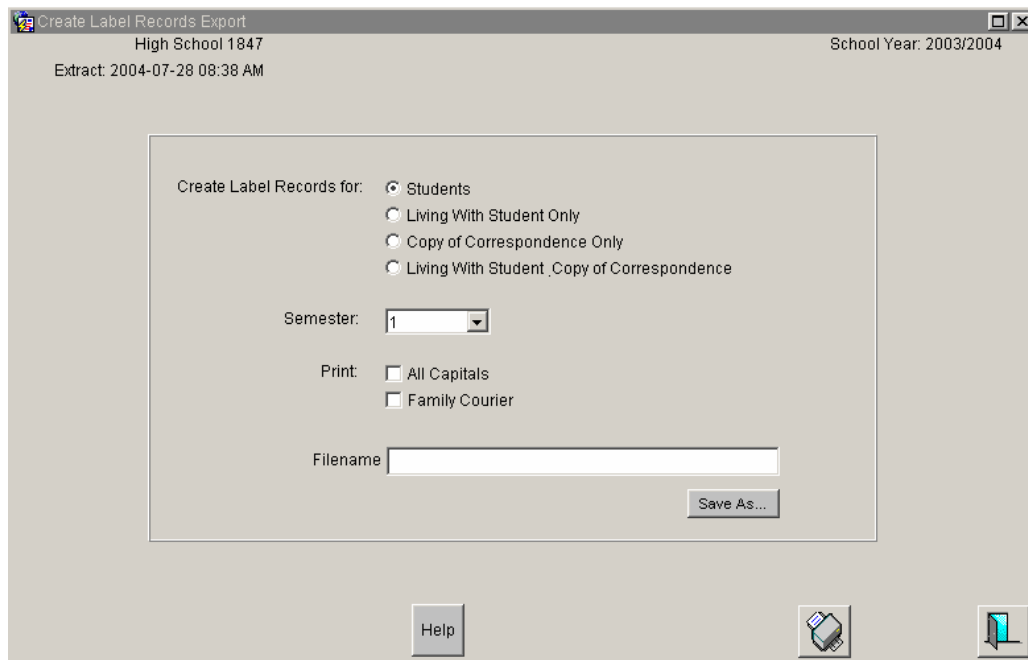 Create Label Records Export
High School 1847
School Year: 2003/2004
Extract: 2004-07-28 08:38 AM
Create Label Records for:
Students
Living With Student Only
Copy of Correspondence Only
Living With Student ,Copy of Correspondence
Semester: 1
Print:
All Capitals
Family Courier
Filename
Save As...
Help